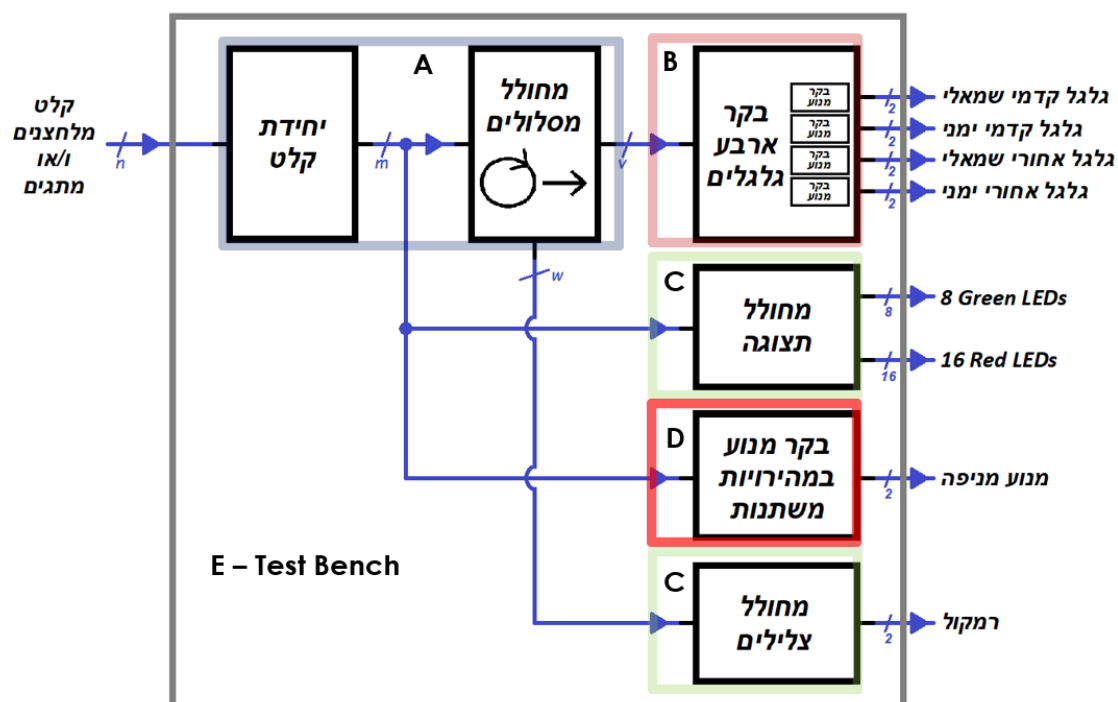 קלט
מלחצנים
ו/או
מתגים
n
A
יחידת
קלט
m
מחולל
מסלולים
v
w
B
בקר
ארבע
גלגלים
בקר
מנוע
בקר
מנוע
בקר
מנוע
בקר
מנוע
2
גלגל קדמי שמאלי
2
גלגל קדמי ימני
2
גלגל אחורי שמאלי
2
גלגל אחורי ימני
C
מחולל
תצוגה
8
8 Green LEDs
16
16 Red LEDs
D
בקר מנוע
במהירויות
משתנות
2
מנוע מניפה
E – Test Bench
C
מחולל
צלילים
2
רמקול